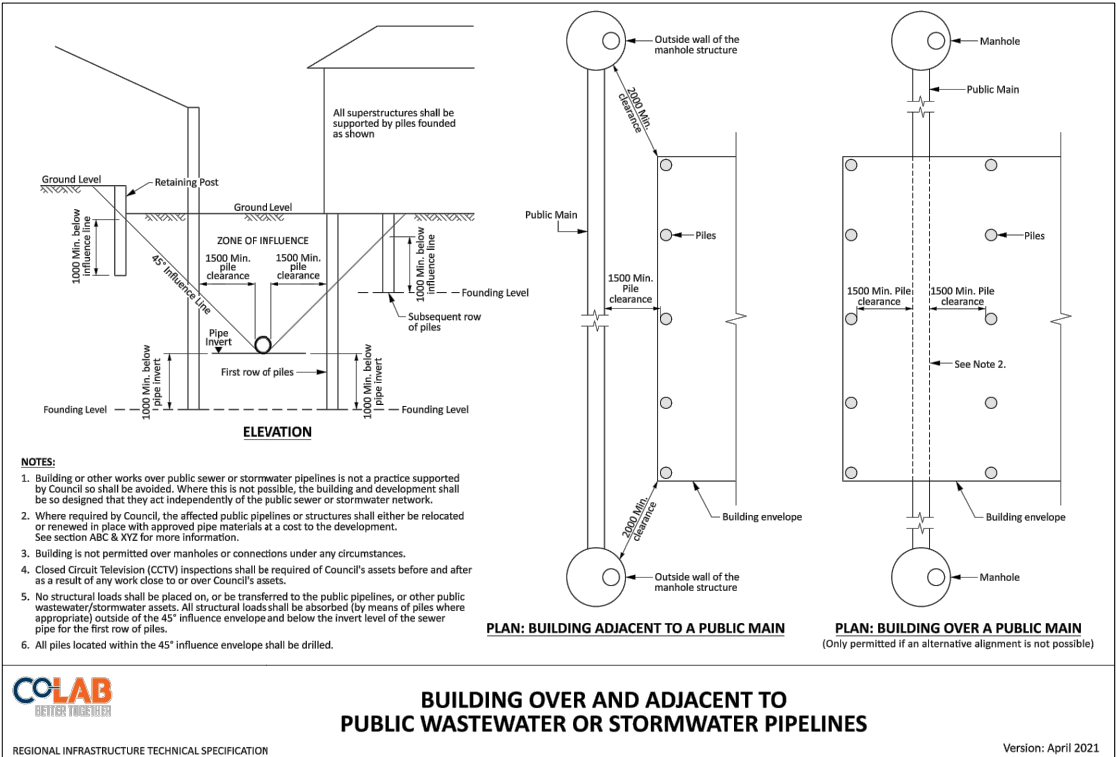 All superstructures shall be
supported by piles founded
as shown
Ground Level
Retaining Post
Ground Level
1000 Min. below
influence line
ZONE OF INFLUENCE
1500 Min.
pile
clearance
1500 Min.
pile
clearance
1000 Min. below
influence line
45° Influence Line
Founding Level
Subsequent row
of piles
Pipe
Invert
First row of piles
1000 Min. below
pipe invert
1000 Min. below
pipe invert
Founding Level
Founding Level
ELEVATION
NOTES:
1. Building or other works over public sewer or stormwater pipelines is not a practice supported
by Council so shall be avoided. Where this is not possible, the building and development shall
be so designed that they act independently of the public sewer or stormwater network.
2. Where required by Council, the affected public pipelines or structures shall either be relocated
or renewed in place with approved pipe materials at a cost to the development.
See section ABC & XYZ for more information.
3. Building is not permitted over manholes or connections under any circumstances.
4. Closed Circuit Television (CCTV) inspections shall be required of Council's assets before and after
as a result of any work close to or over Council's assets.
5. No structural loads shall be placed on, or be transferred to the public pipelines, or other public
wastewater/stormwater assets. All structural loads shall be absorbed (by means of piles where
appropriate) outside of the 45° influence envelope and below the invert level of the sewer
pipe for the first row of piles.
6. All piles located within the 45° influence envelope shall be drilled.
Outside wall of the
manhole structure
2000 Min.
clearance
Public Main
Piles
1500 Min.
Pile
clearance
2000 Min.
clearance
Building envelope
Outside wall of the
manhole structure
PLAN: BUILDING ADJACENT TO A PUBLIC MAIN
Manhole
Public Main
Piles
1500 Min. Pile
clearance
1500 Min. Pile
clearance
See Note 2.
Building envelope
Manhole
PLAN: BUILDING OVER A PUBLIC MAIN
(Only permitted if an alternative alignment is not possible)
COLAB
BETTER TOGETHER
BUILDING OVER AND ADJACENT TO
PUBLIC WASTEWATER OR STORMWATER PIPELINES
REGIONAL INFRASTRUCTURE TECHNICAL SPECIFICATION
Version: April 2021